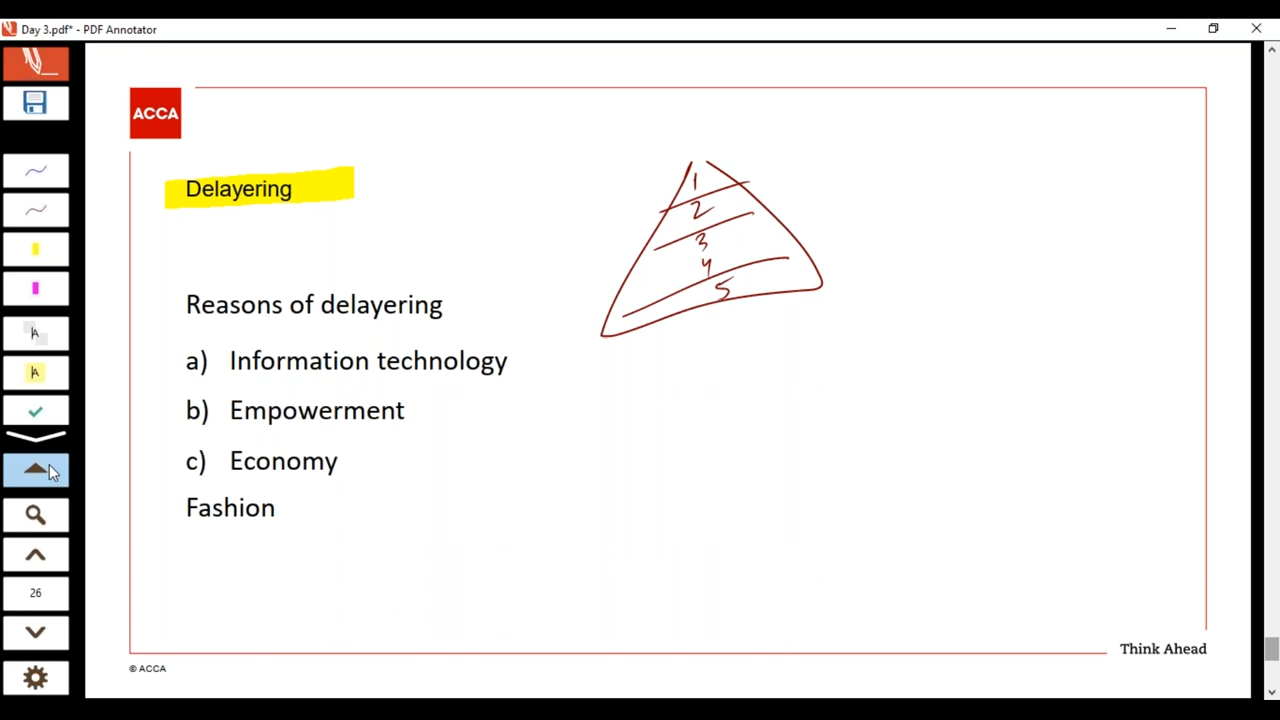 Day 3.pdf* - PDF Annotator
ACCA
Delayering
1
2
3
4
5
Reasons of delayering
a) Information technology
b) Empowerment
c) Economy
Fashion
A
A
26
Think Ahead
© ACCA